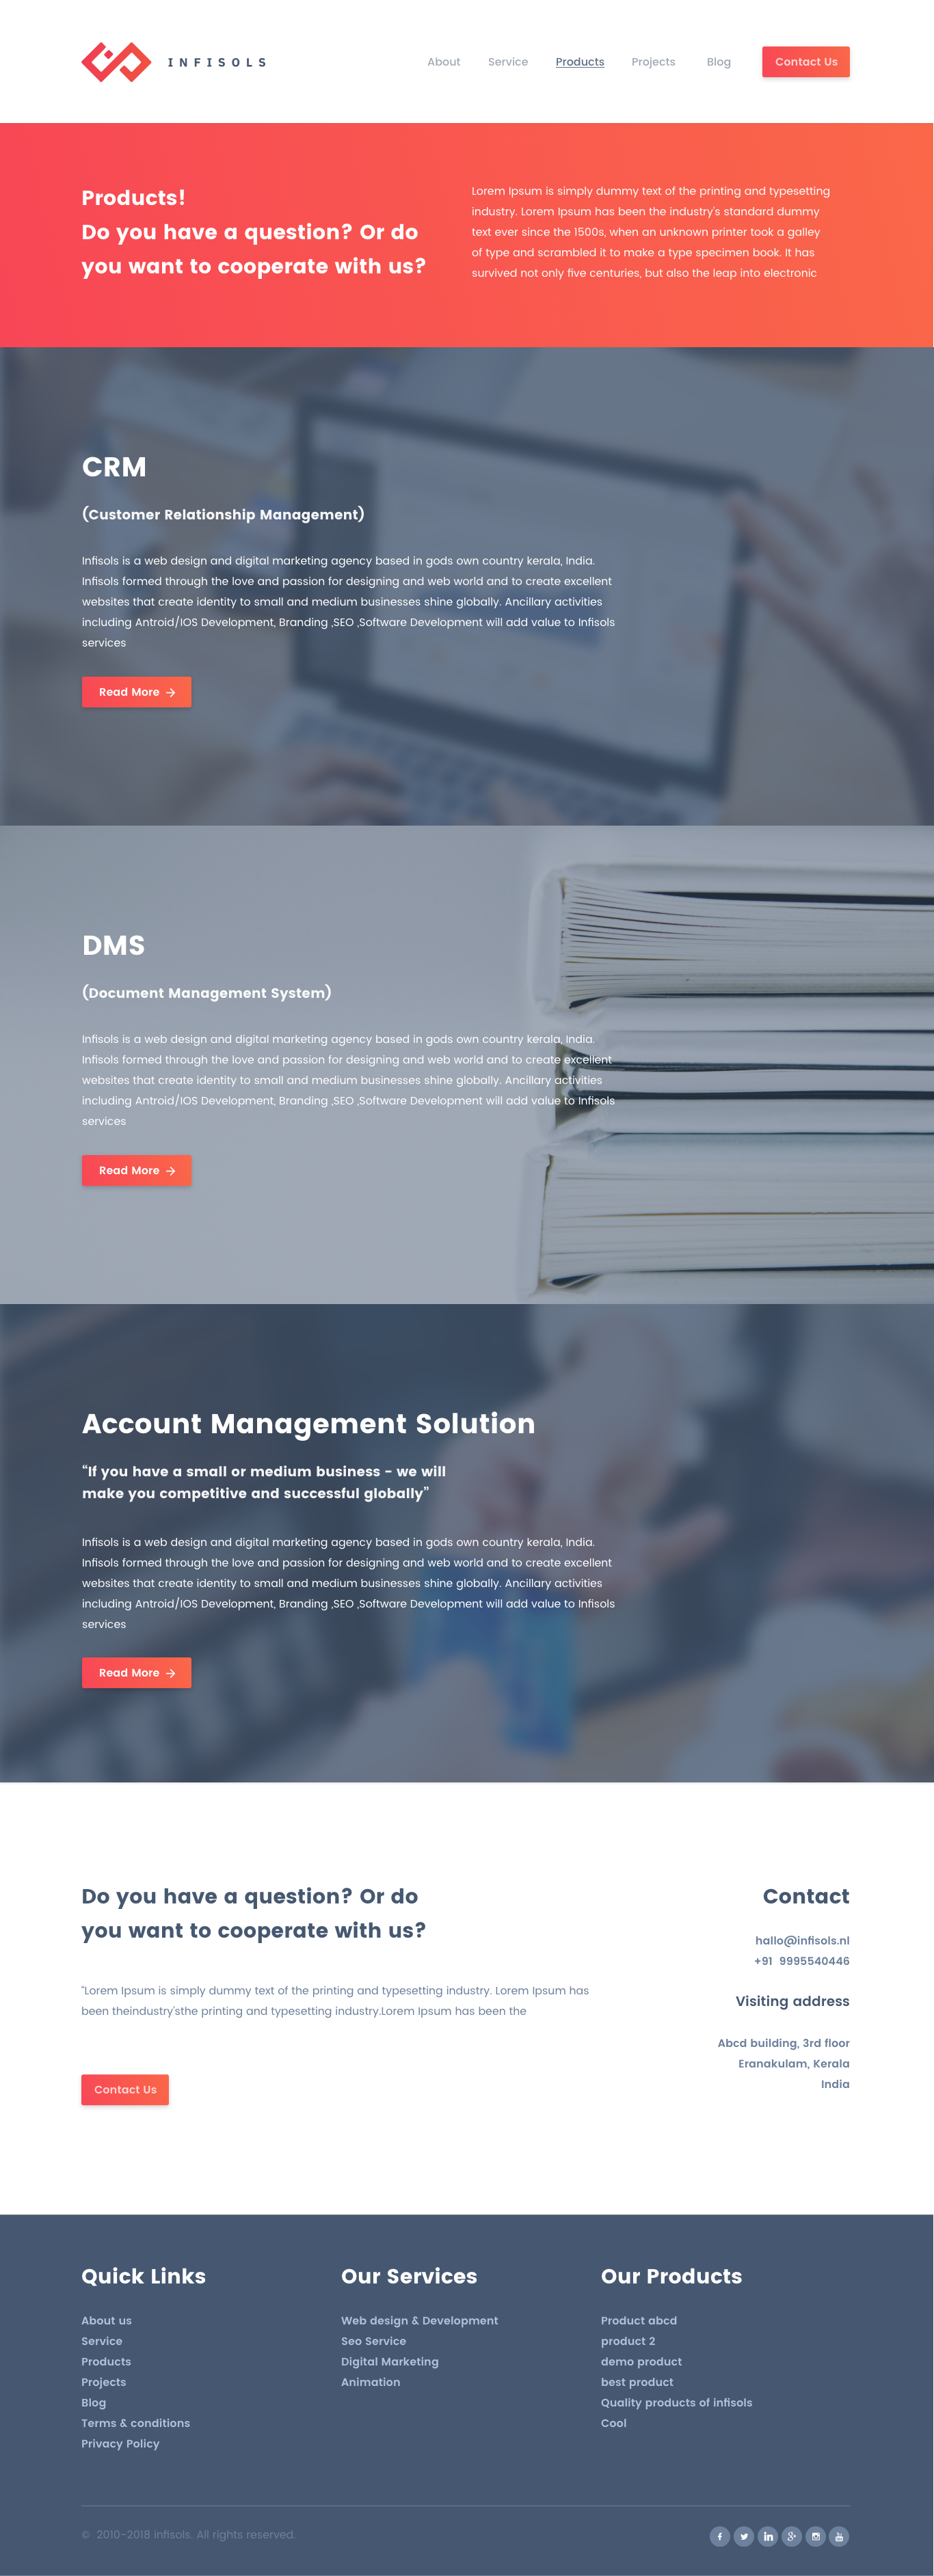 INFISOLS
About Service Products Projects Blog Contact Us
Products!
Do you have a question? Or do
you want to cooperate with us?
Lorem Ipsum is simply dummy text of the printing and typesetting
industry. Lorem Ipsum has been the industry's standard dummy
text ever since the 1500s, when an unknown printer took a galley
of type and scrambled it to make a type specimen book. It has
survived not only five centuries, but also the leap into electronic
CRM
(Customer Relationship Management)
Infisols is a web design and digital marketing agency based in gods own country kerala, India.
Infisols formed through the love and passion for designing and web world and to create excellent
websites that create identity to small and medium businesses shine globally. Ancillary activities
including Antroid/IOS Development, Branding ,SEO ,Software Development will add value to Infisols
services
Read More →
DMS
(Document Management System)
Infisols is a web design and digital marketing agency based in gods own country kerala, India.
Infisols formed through the love and passion for designing and web world and to create excellent
websites that create identity to small and medium businesses shine globally. Ancillary activities
including Antroid/IOS Development, Branding ,SEO ,Software Development will add value to Infisols
services
Read More →
Account Management Solution
“If you have a small or medium business - we will
make you competitive and successful globally”
Infisols is a web design and digital marketing agency based in gods own country kerala, India.
Infisols formed through the love and passion for designing and web world and to create excellent
websites that create identity to small and medium businesses shine globally. Ancillary activities
including Antroid/IOS Development, Branding ,SEO ,Software Development will add value to Infisols
services
Read More →
Do you have a question? Or do
you want to cooperate with us?
“Lorem Ipsum is simply dummy text of the printing and typesetting industry. Lorem Ipsum has
been theindustry'sthe printing and typesetting industry.Lorem Ipsum has been the
Contact Us
Contact
hallo@infisols.nl
+91 9995540446
Visiting address
Abcd building, 3rd floor
Eranakulam, Kerala
India
Quick Links
About us
Service
Products
Projects
Blog
Terms & conditions
Privacy Policy
Our Services
Web design & Development
Seo Service
Digital Marketing
Animation
Our Products
Product abcd
product 2
demo product
best product
Quality products of infisols
Cool
© 2010-2018 infisols. All rights reserved.